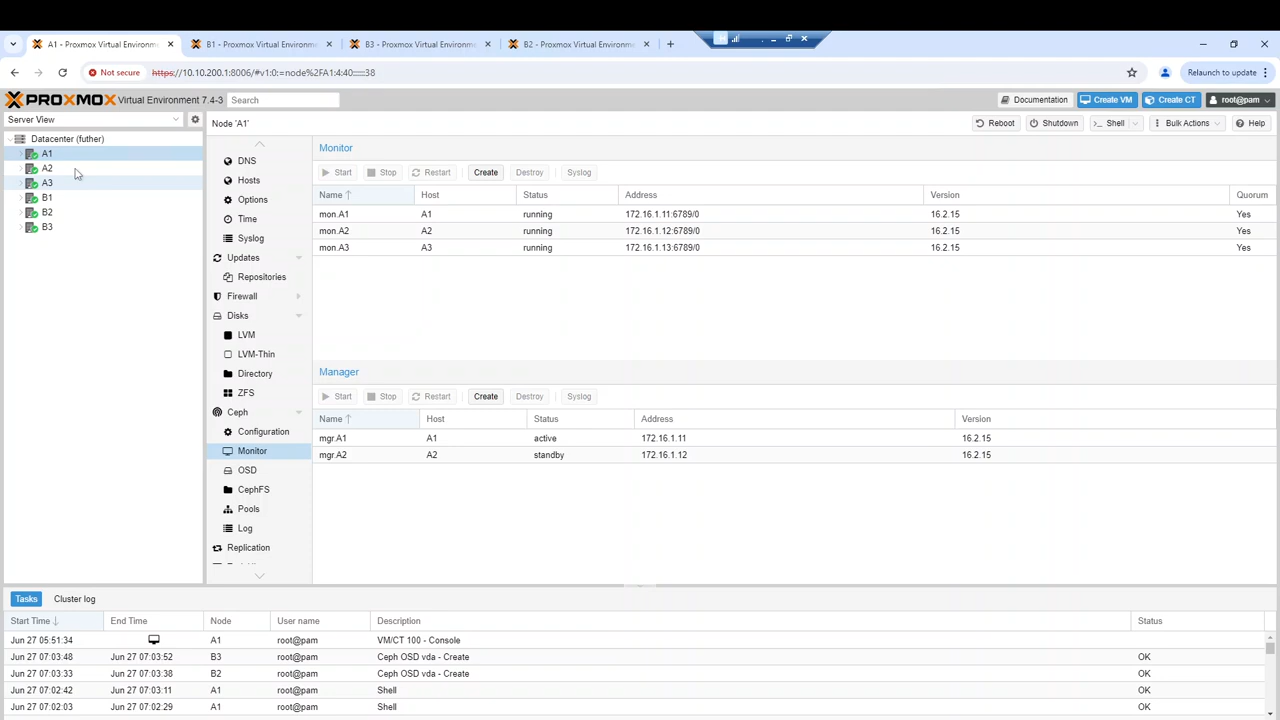 A1 - Proxmox Virtual Environm
B1 - Proxmox Virtual Environm
B3 - Proxmox Virtual Environm
B2 - Proxmox Virtual Environm
Not secure
https://10.10.200.1:8006/#v1:0:=node%2FA1:4:40::::::38
Relaunch to update
PROXMOX Virtual Environment 7.4-3
Search
Documentation
Create VM
Create CT
root@pam
Server View
Node 'A1'
Reboot
Shutdown
Shell
Bulk Actions
Help
Datacenter (futher)
A1
A2
A3
B1
B2
B3
DNS
Hosts
Options
Time
Syslog
Updates
Repositories
Firewall
Disks
LVM
LVM-Thin
Directory
ZFS
Ceph
Configuration
Monitor
OSD
CephFS
Pools
Log
Replication
Monitor
Start Stop Restart Create Destroy Syslog
Name Host Status Address Version Quorum
mon.A1 A1 running 172.16.1.11:6789/0 16.2.15 Yes
mon.A2 A2 running 172.16.1.12:6789/0 16.2.15 Yes
mon.A3 A3 running 172.16.1.13:6789/0 16.2.15 Yes
Manager
Start Stop Restart Create Destroy Syslog
Name Host Status Address Version
mgr.A1 A1 active 172.16.1.11 16.2.15
mgr.A2 A2 standby 172.16.1.12 16.2.15
Tasks Cluster log
Start Time End Time Node User name Description Status
Jun 27 05:51:34 A1 root@pam VM/CT 100 - Console
Jun 27 07:03:48 Jun 27 07:03:52 B3 root@pam Ceph OSD vda - Create OK
Jun 27 07:03:33 Jun 27 07:03:38 B2 root@pam Ceph OSD vda - Create OK
Jun 27 07:02:42 Jun 27 07:03:11 A1 root@pam Shell OK
Jun 27 07:02:03 Jun 27 07:02:29 A1 root@pam Shell OK